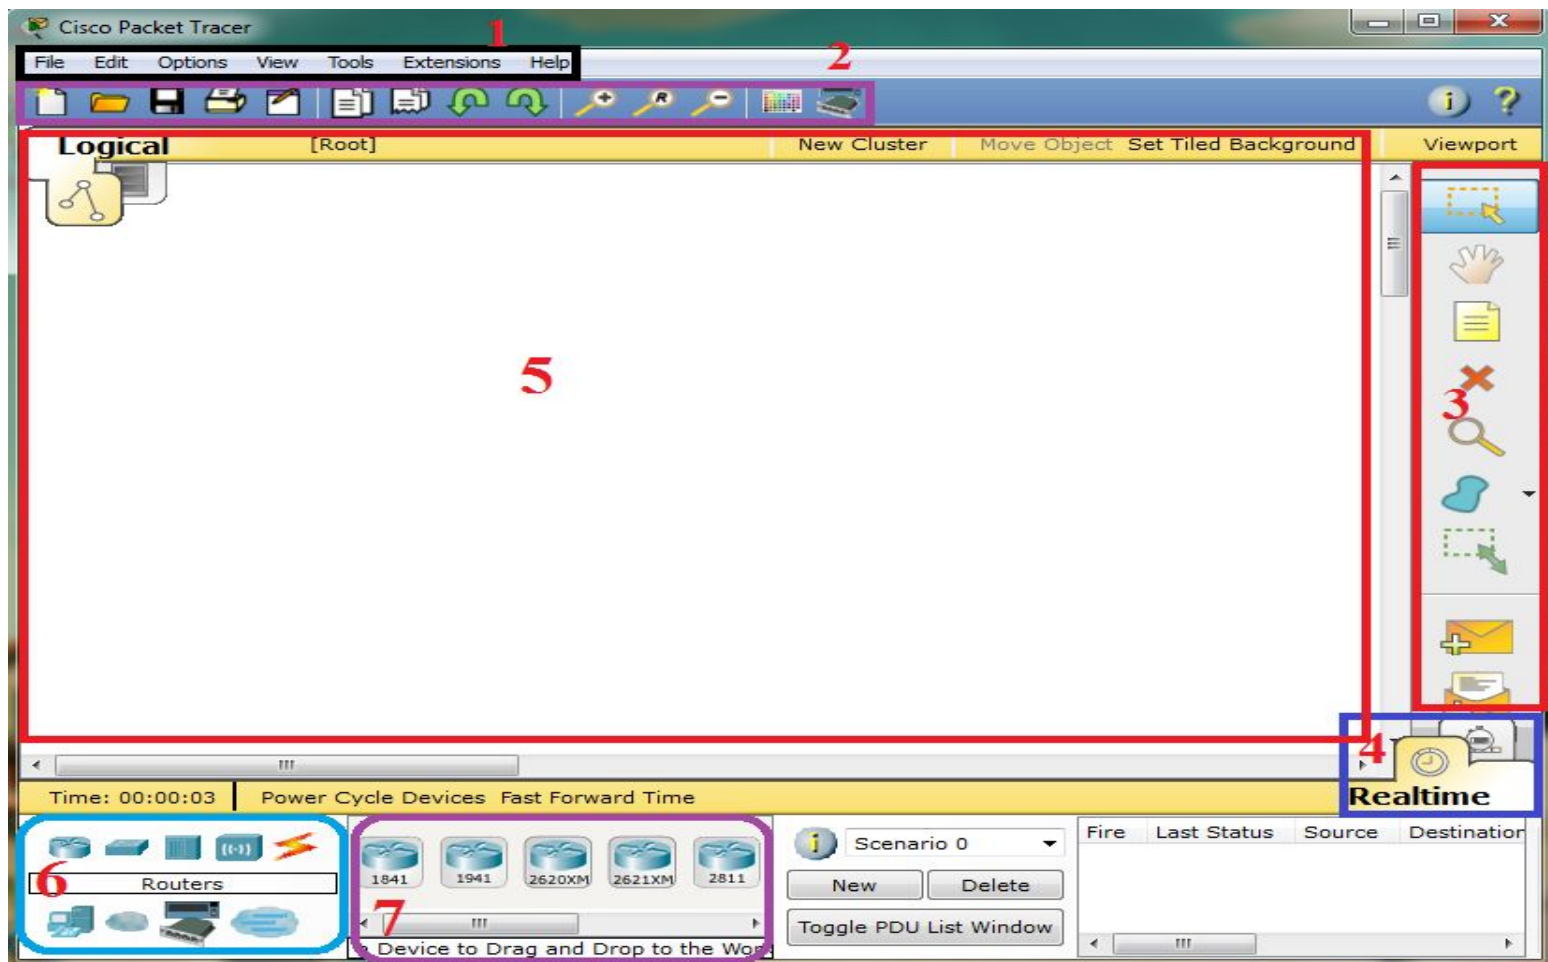 Cisco Packet Tracer
1
File Edit Options View Tools Extensions Help
2
R
i ?
Logical [Root] New Cluster Move Object Set Tiled Background Viewport
5
3
4
Realtime
Time: 00:00:03 Power Cycle Devices Fast Forward Time
6
Routers
1841 1941 2620XM 2621XM 2811
7
Device to Drag and Drop to the Wor
i Scenario 0
New Delete
Toggle PDU List Window
Fire Last Status Source Destination